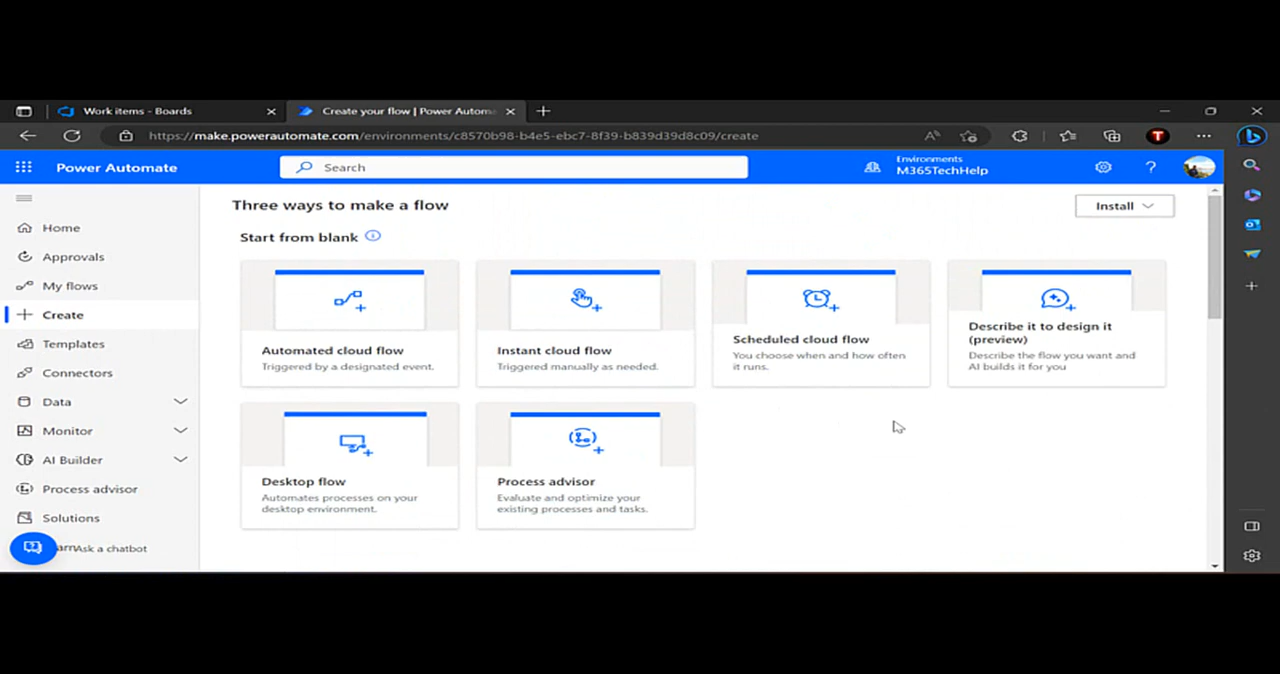 Work items - Boards
Create your flow | Power Autom
https://make.powerautomate.com/environments/c8570b98-b4e5-ebc7-8f39-b839d39d8c09/create
Power Automate
Search
Environments
M365TechHelp
?
Home
Approvals
My flows
Create
Templates
Connectors
Data
Monitor
AI Builder
Process advisor
Solutions
arn
Ask a chatbot
Three ways to make a flow
Install
Start from blank
Automated cloud flow
Triggered by a designated event.
Instant cloud flow
Triggered manually as needed.
Scheduled cloud flow
You choose when and how often
it runs.
Describe it to design it
(preview)
Describe the flow you want and
AI builds it for you
Desktop flow
Automates processes on your
desktop environment.
Process advisor
Evaluate and optimize your
existing processes and tasks.